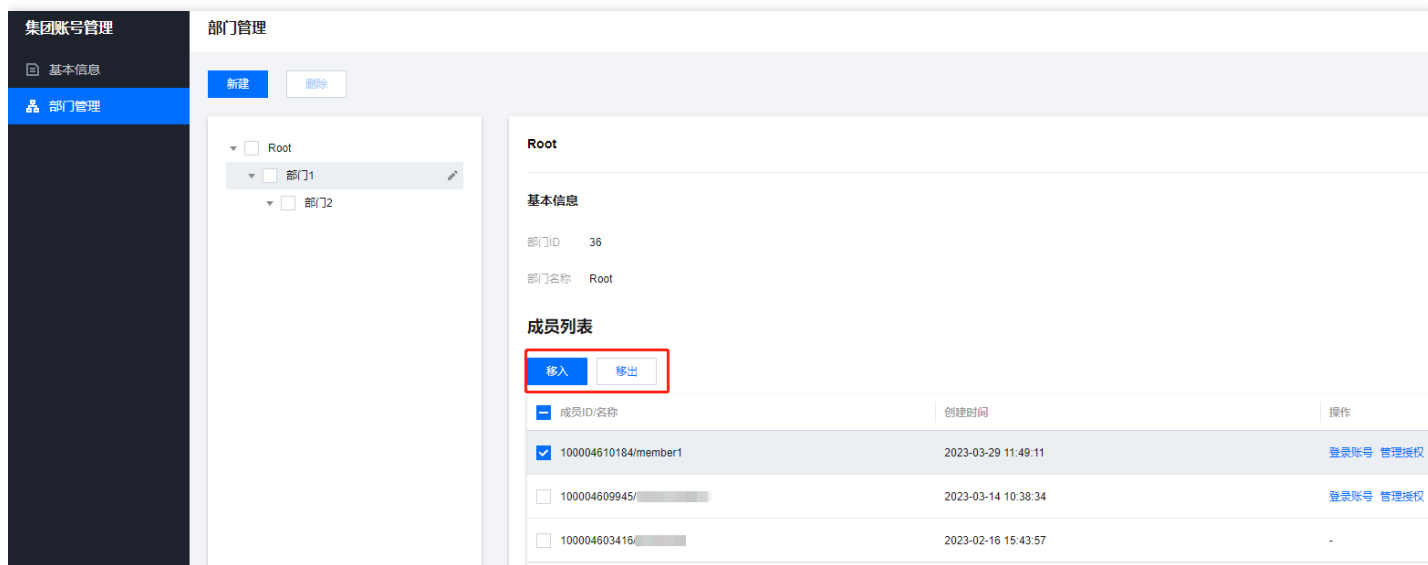 集团账号管理
部门管理
基本信息
部门管理
新建
删除
Root
部门1
部门2
Root
基本信息
部门ID 36
部门名称 Root
成员列表
移入 移出
成员ID/名称 创建时间 操作
100004610184/member1 2023-03-29 11:49:11 登录账号 管理授权
100004609945/ 2023-03-14 10:38:34 登录账号 管理授权
100004603416/ 2023-02-16 15:43:57 -